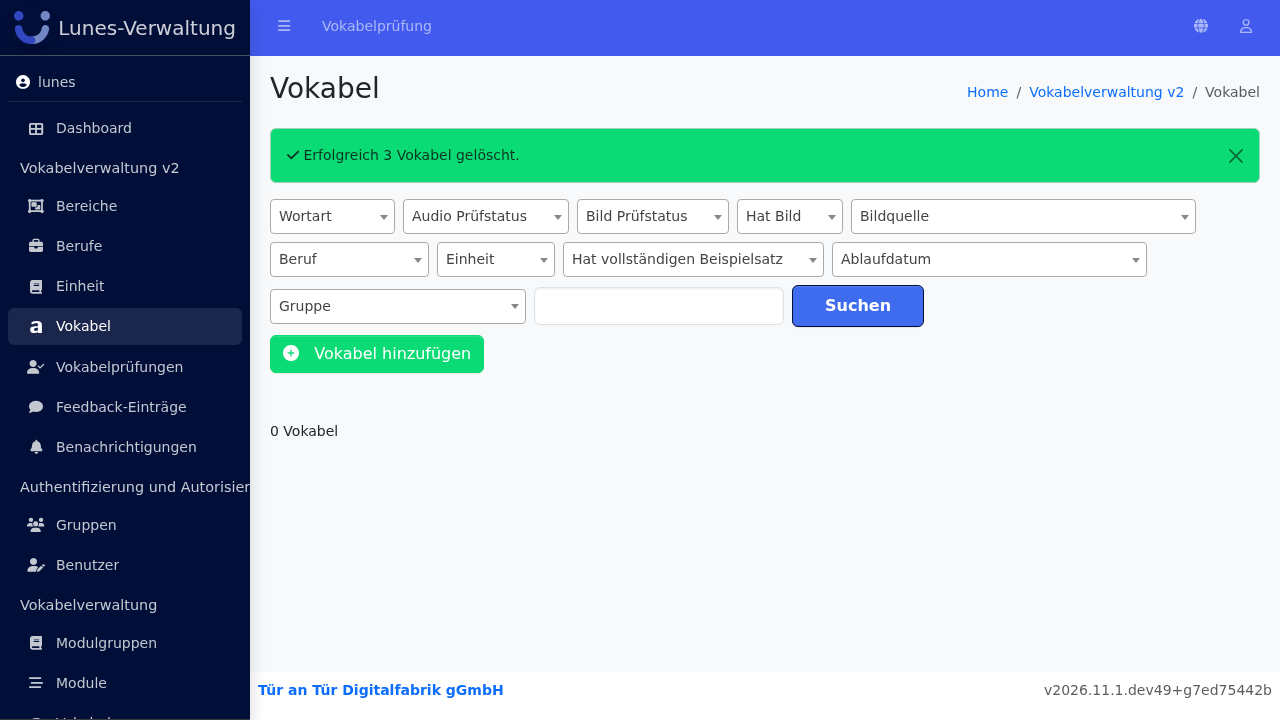 Lunes-Verwaltung
Vokabelprüfung
lunes
Dashboard
Vokabelverwaltung v2
Bereiche
Berufe
Einheit
Vokabel
Vokabelprüfungen
Feedback-Einträge
Benachrichtigungen
Authentifizierung und Autorisier
Gruppen
Benutzer
Vokabelverwaltung
Modulgruppen
Module
Vokabel
Home / Vokabelverwaltung v2 / Vokabel
Erfolgreich 3 Vokabel gelöscht.
Wortart Audio Prüfstatus Bild Prüfstatus Hat Bild Bildquelle
Beruf Einheit Hat vollständigen Beispielsatz Ablaufdatum
Gruppe Suchen
Vokabel hinzufügen
0 Vokabel
Tür an Tür Digitalfabrik gGmbH
v2026.11.1.dev49+g7ed75442b